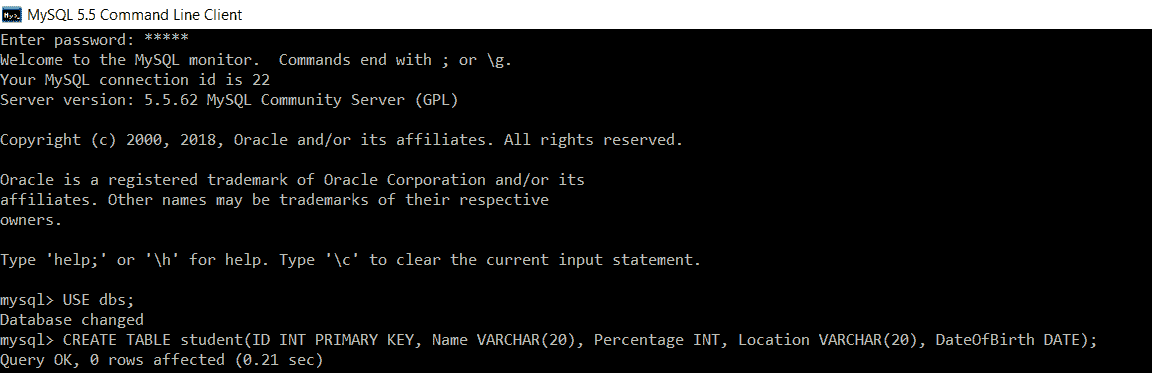 MySQL 5.5 Command Line Client
Enter password: *****
Welcome to the MySQL monitor.  Commands end with ; or \g.
Your MySQL connection id is 22
Server version: 5.5.62 MySQL Community Server (GPL)
Copyright (c) 2000, 2018, Oracle and/or its affiliates. All rights reserved.
Oracle is a registered trademark of Oracle Corporation and/or its
affiliates. Other names may be trademarks of their respective
owners.
Type 'help;' or '\h' for help. Type '\c' to clear the current input statement.
mysql> USE dbs;
Database changed
mysql> CREATE TABLE student(ID INT PRIMARY KEY, Name VARCHAR(20), Percentage INT, Location VARCHAR(20), DateOfBirth DATE);
Query OK, 0 rows affected (0.21 sec)